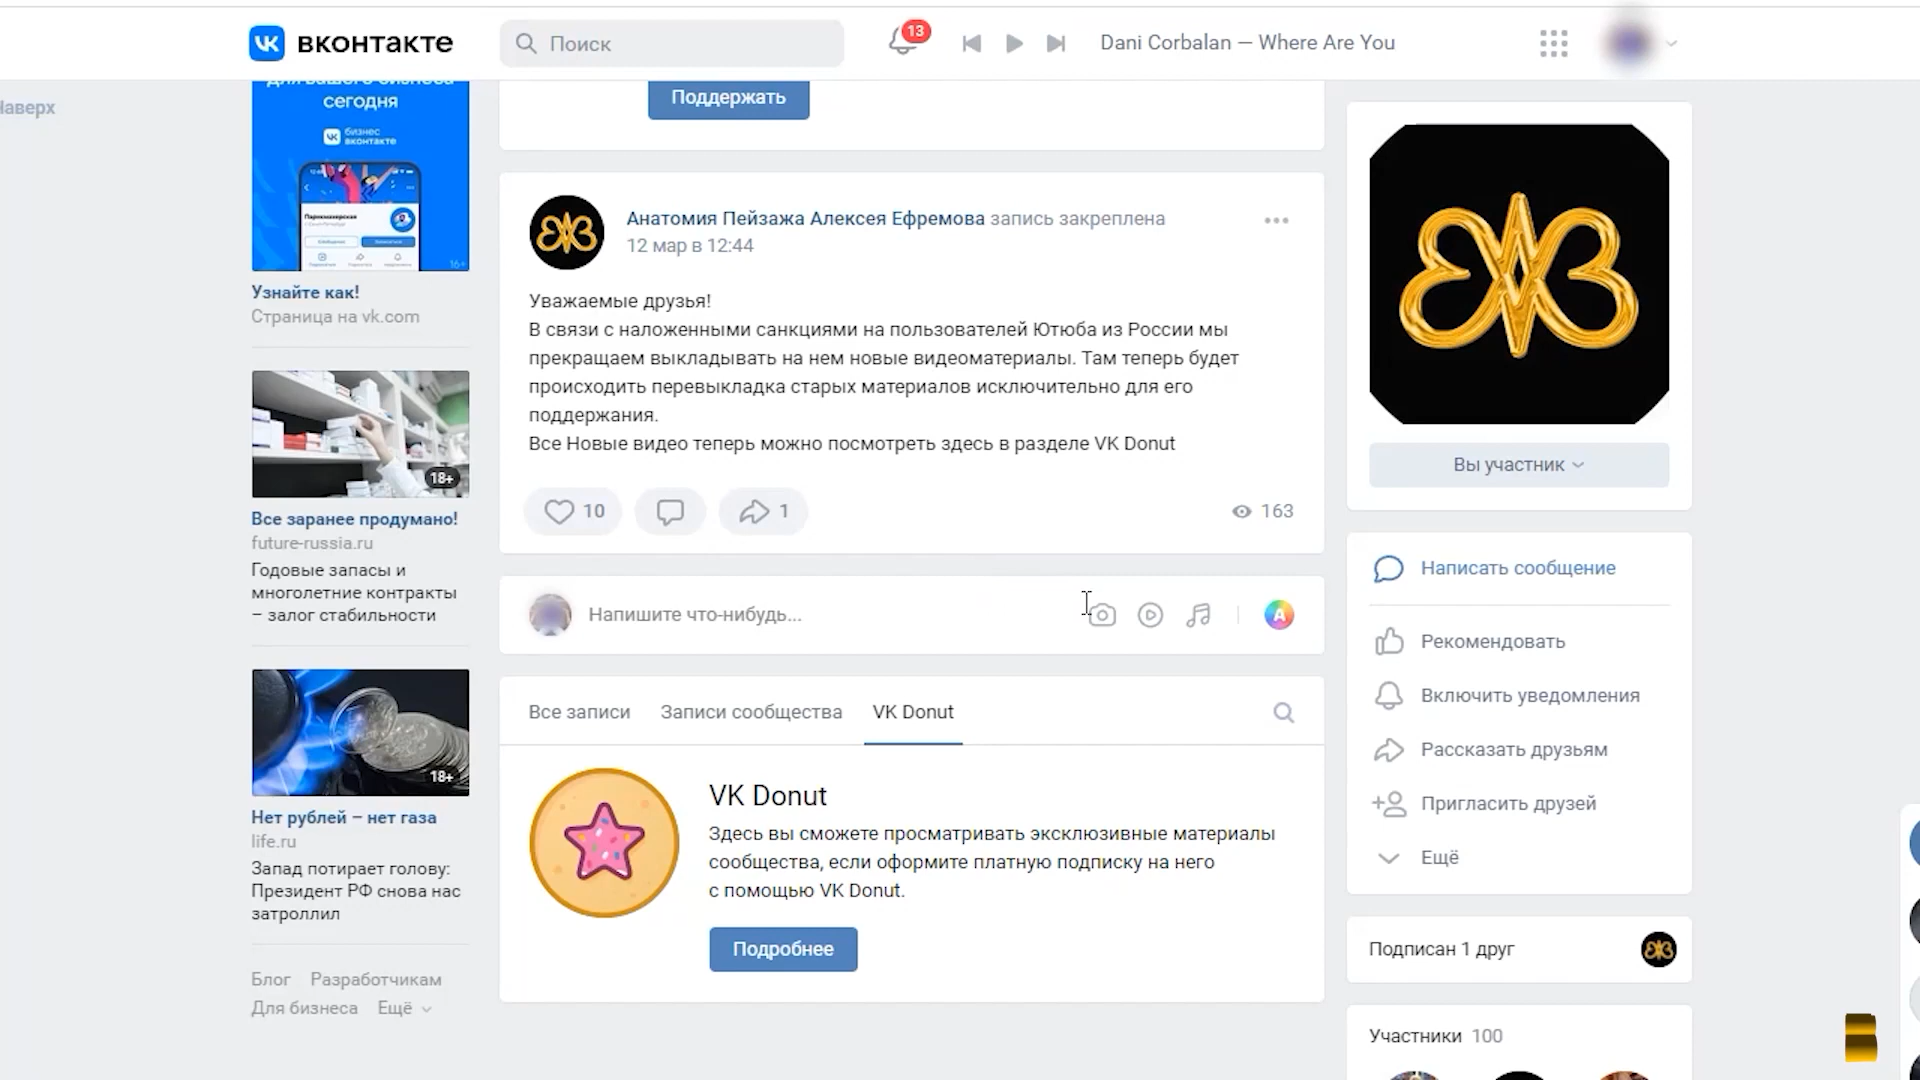 вконтакте
Поиск
13
Dani Corbalan — Where Are You
Наверх
для вашего бизнеса
сегодня
бизнес
вконтакте
Парикмахерская
16+
Узнайте как!
Страница на vk.com
18+
Все заранее продумано!
future-russia.ru
Годовые запасы и
многолетние контракты
– залог стабильности
18+
Нет рублей – нет газа
life.ru
Запад потирает голову:
Президент РФ снова нас
затроллил
Блог Разработчикам
Для бизнеса Ещё
Поддержать
Анатомия Пейзажа Алексея Ефремова запись закреплена
12 мар в 12:44
Уважаемые друзья!
В связи с наложенными санкциями на пользователей Ютюба из России мы
прекращаем выкладывать на нем новые видеоматериалы. Там теперь будет
происходить перевыкладка старых материалов исключительно для его
поддержания.
Все Новые видео теперь можно посмотреть здесь в разделе VK Donut
10
1
163
Напишите что-нибудь...
Все записи Записи сообщества VK Donut
VK Donut
Здесь вы сможете просматривать эксклюзивные материалы
сообщества, если оформите платную подписку на него
с помощью VK Donut.
Подробнее
Вы участник
Написать сообщение
Рекомендовать
Включить уведомления
Рассказать друзьям
Пригласить друзей
Ещё
Подписан 1 друг
Участники 100